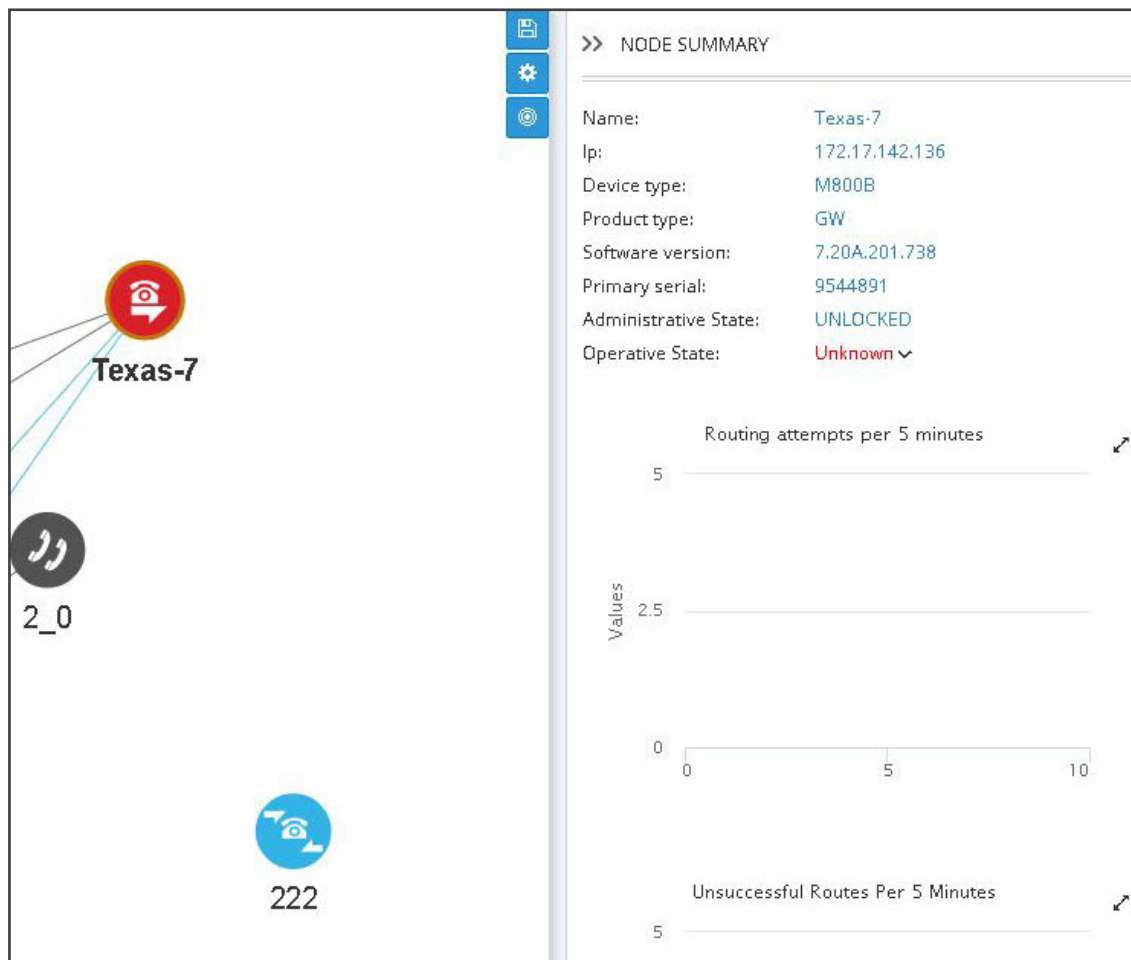 NODE SUMMARY
Name: Texas-7
Ip: 172.17.142.136
Device type: M800B
Product type: GW
Software version: 7.20A.201.738
Primary serial: 9544891
Administrative State: UNLOCKED
Operative State: Unknown
Texas-7
2_0
222
Routing attempts per 5 minutes
5
2.5
0
Values
0 5 10
Unsuccessful Routes Per 5 Minutes
5